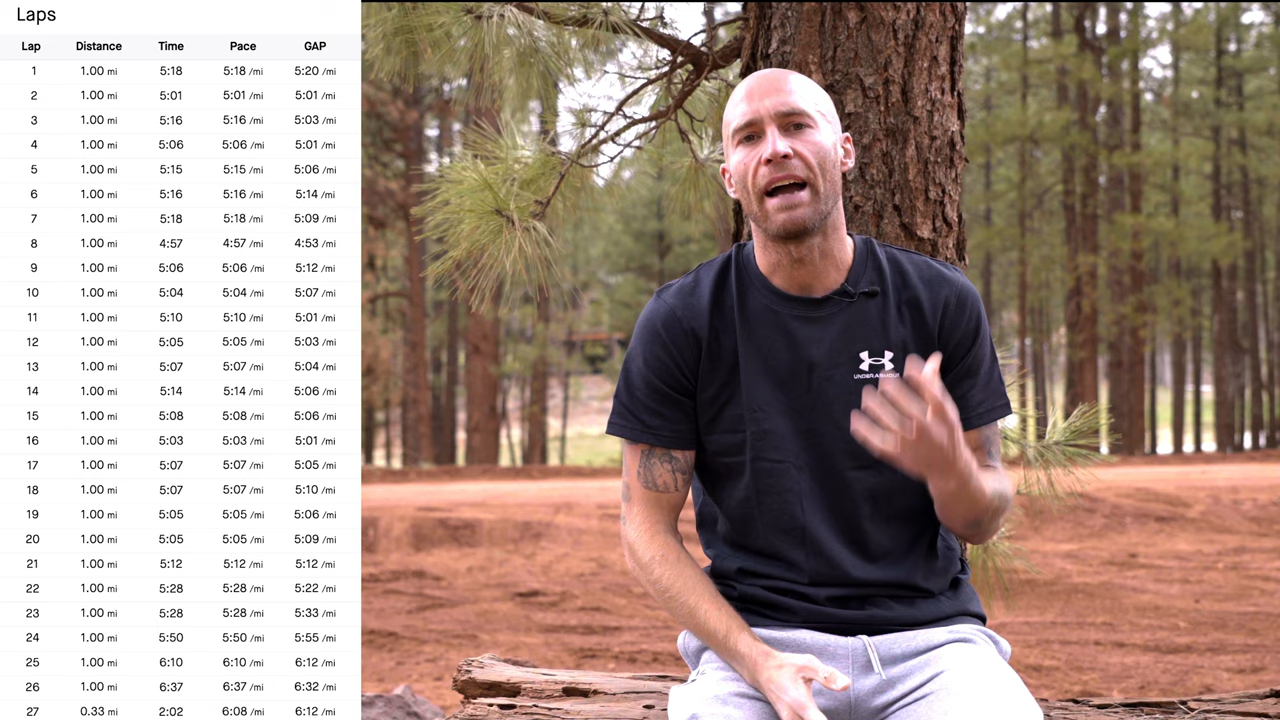 Laps
Lap Distance Time Pace GAP
1 1.00 mi 5:18 5:18 /mi 5:20 /mi
2 1.00 mi 5:01 5:01 /mi 5:01 /mi
3 1.00 mi 5:16 5:16 /mi 5:03 /mi
4 1.00 mi 5:06 5:06 /mi 5:01 /mi
5 1.00 mi 5:15 5:15 /mi 5:06 /mi
6 1.00 mi 5:16 5:16 /mi 5:14 /mi
7 1.00 mi 5:18 5:18 /mi 5:09 /mi
8 1.00 mi 4:57 4:57 /mi 4:53 /mi
9 1.00 mi 5:06 5:06 /mi 5:12 /mi
10 1.00 mi 5:04 5:04 /mi 5:07 /mi
11 1.00 mi 5:10 5:10 /mi 5:01 /mi
12 1.00 mi 5:05 5:05 /mi 5:03 /mi
13 1.00 mi 5:07 5:07 /mi 5:04 /mi
14 1.00 mi 5:14 5:14 /mi 5:06 /mi
15 1.00 mi 5:08 5:08 /mi 5:06 /mi
16 1.00 mi 5:03 5:03 /mi 5:01 /mi
17 1.00 mi 5:07 5:07 /mi 5:05 /mi
18 1.00 mi 5:07 5:07 /mi 5:10 /mi
19 1.00 mi 5:05 5:05 /mi 5:06 /mi
20 1.00 mi 5:05 5:05 /mi 5:09 /mi
21 1.00 mi 5:12 5:12 /mi 5:12 /mi
22 1.00 mi 5:28 5:28 /mi 5:22 /mi
23 1.00 mi 5:28 5:28 /mi 5:33 /mi
24 1.00 mi 5:50 5:50 /mi 5:55 /mi
25 1.00 mi 6:10 6:10 /mi 6:12 /mi
26 1.00 mi 6:37 6:37 /mi 6:32 /mi
27 0.33 mi 2:02 6:08 /mi 6:12 /mi
UNDER ARMOUR